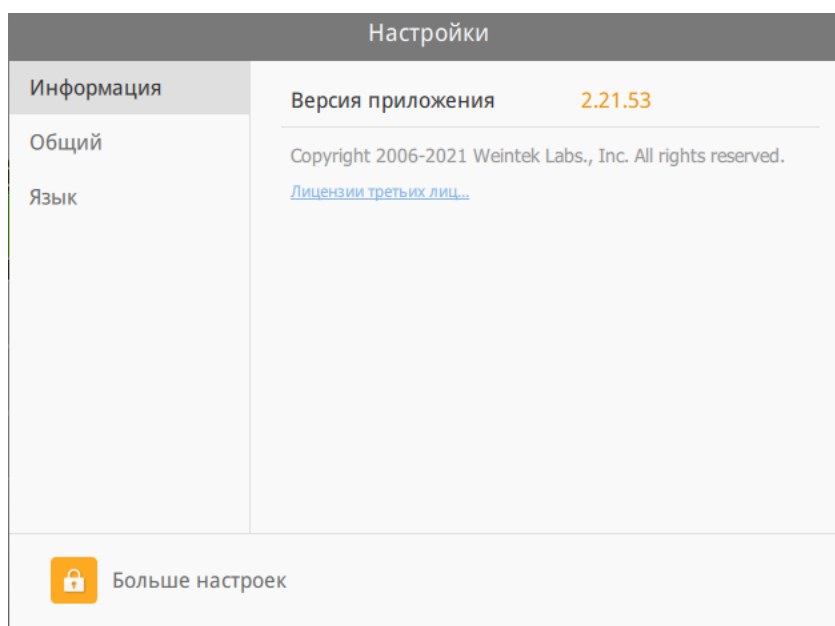 Настройки
Информация
Общий
Язык
Версия приложения 2.21.53
Copyright 2006-2021 Weintek Labs., Inc. All rights reserved.
Лицензии третьих лиц...
Больше настроек